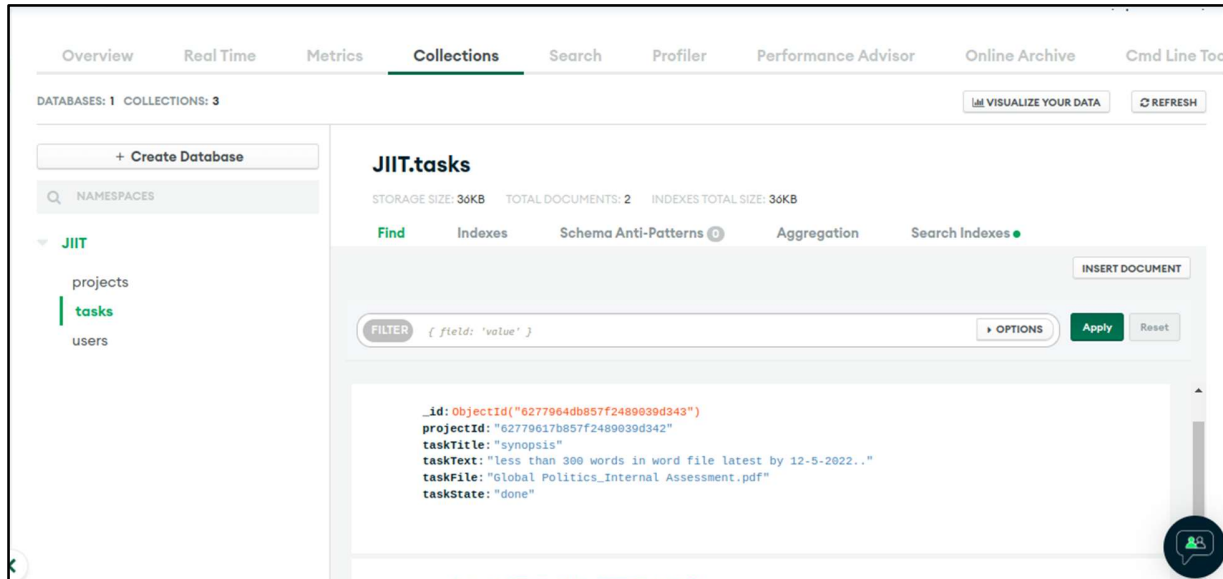 Overview Real Time Metrics Collections Search Profiler Performance Advisor Online Archive Cmd Line
DATABASES: 1 COLLECTIONS: 3 VISUALIZE YOUR DATA REFRESH
+ Create Database
NAMESPACES
JIIT
projects
tasks
users
JIIT.tasks
STORAGE SIZE: 36KB TOTAL DOCUMENTS: 2 INDEXES TOTAL SIZE: 36KB
Find Indexes Schema Anti-Patterns 0 Aggregation Search Indexes
INSERT DOCUMENT
FILTER { field: 'value' } OPTIONS Apply Reset
_id: ObjectId("6277964db857f2489039d343")
projectId: "62779617b857f2489039d342"
taskTitle: "synopsis"
taskText: "less than 300 words in word file latest by 12-5-2022.."
taskFile: "Global Politics_Internal Assessment.pdf"
taskState: "done"